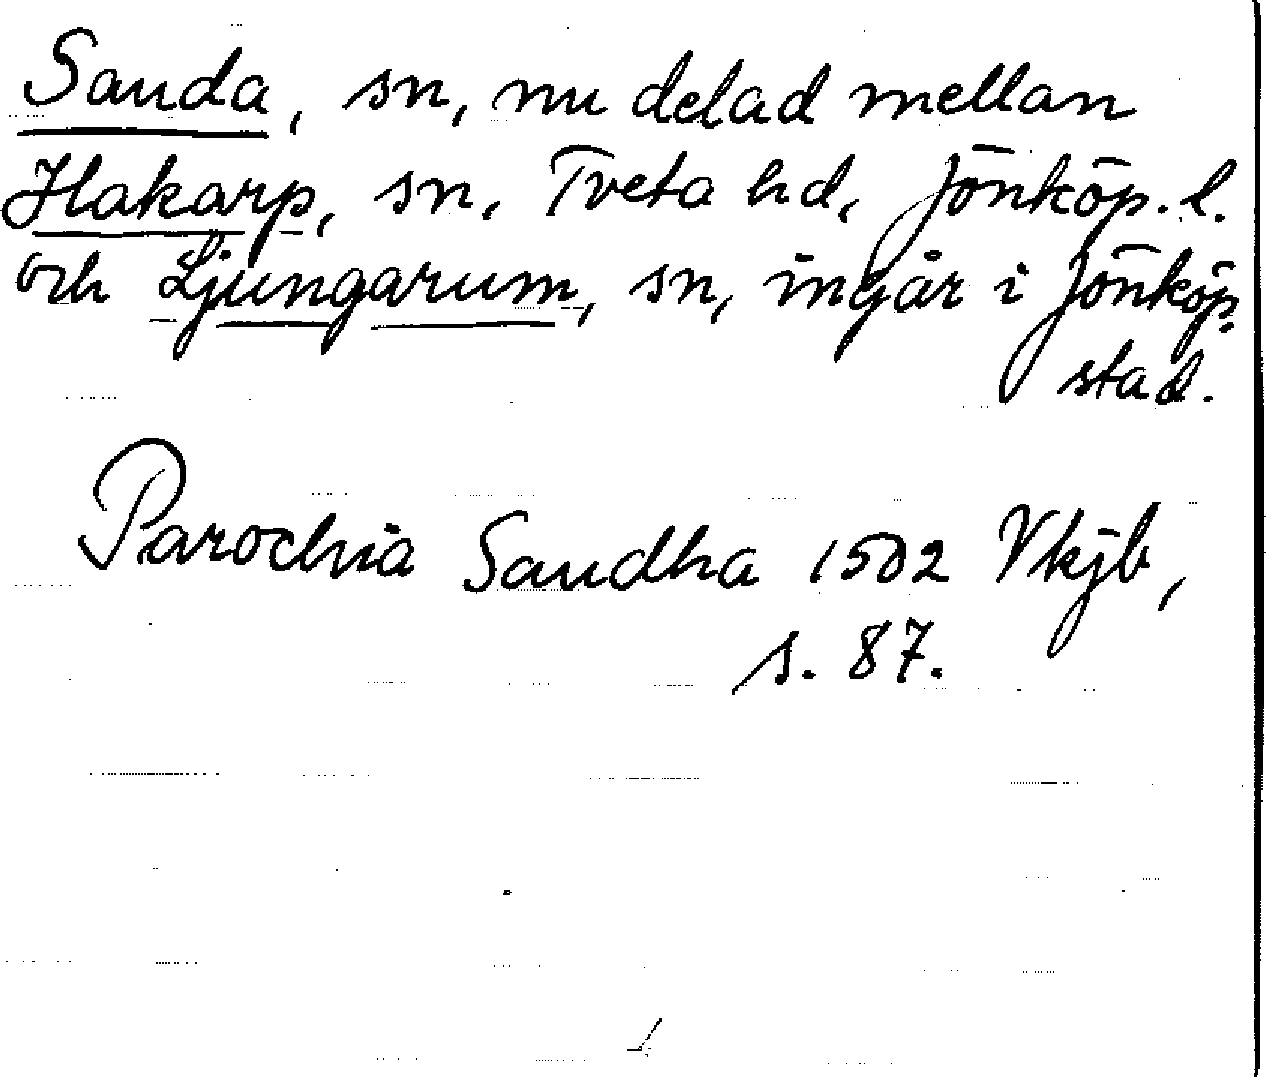 Sanda, sn, nu delad mellan
Hakarp, sn, Tveta hd, Jönköp. l.
och Ljungarum, sn, ingår i Jönköp.
stad.
Parochia Sandha 1502 Vkjb,
s. 87.